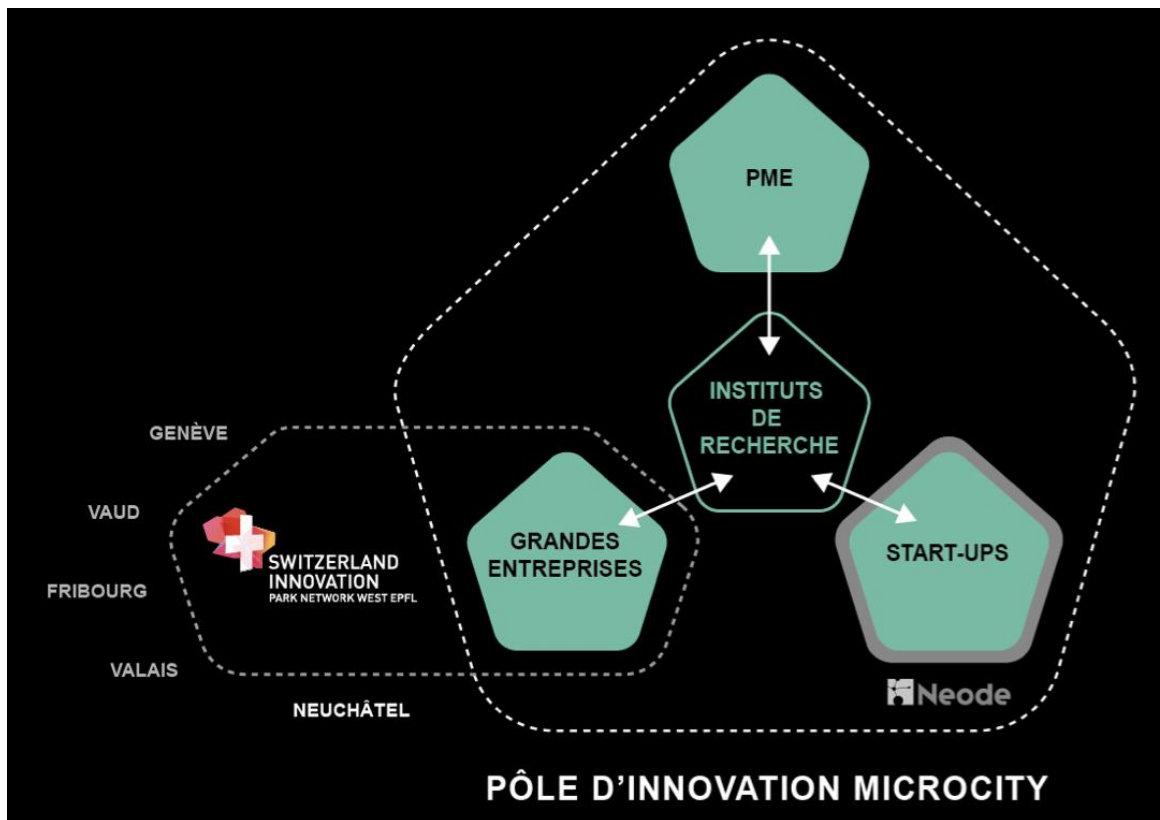 PME
INSTITUTS
DE
RECHERCHE
GENÈVE
VAUD
FRIBOURG
VALAIS
NEUCHÂTEL
SWITZERLAND
INNOVATION
PARK NETWORK WEST EPFL
GRANDES
ENTREPRISES
START-UPS
Neode
PÔLE D'INNOVATION MICROCITY